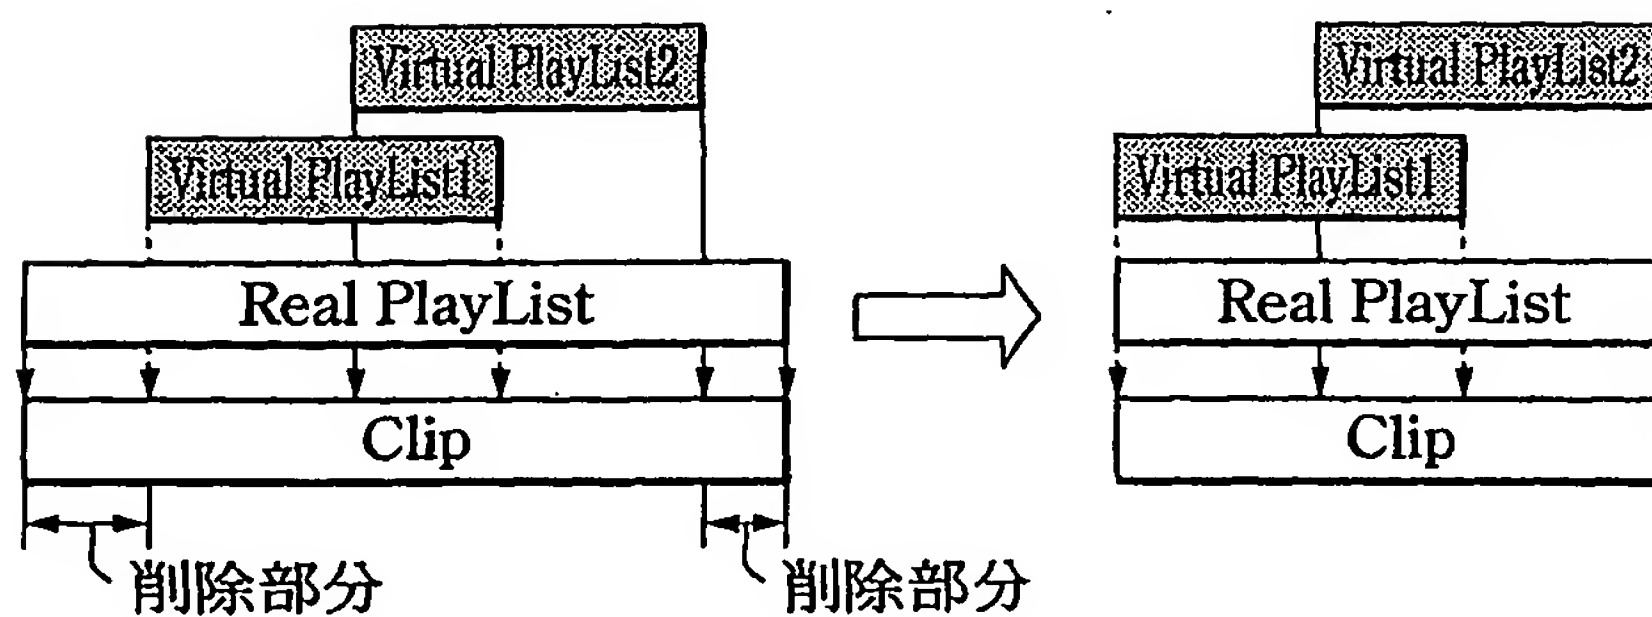 Virtual PlayList2
Virtual PlayList1
Real PlayList
Clip
削除部分
削除部分
Virtual PlayList2
Virtual PlayList1
Real PlayList
Clip